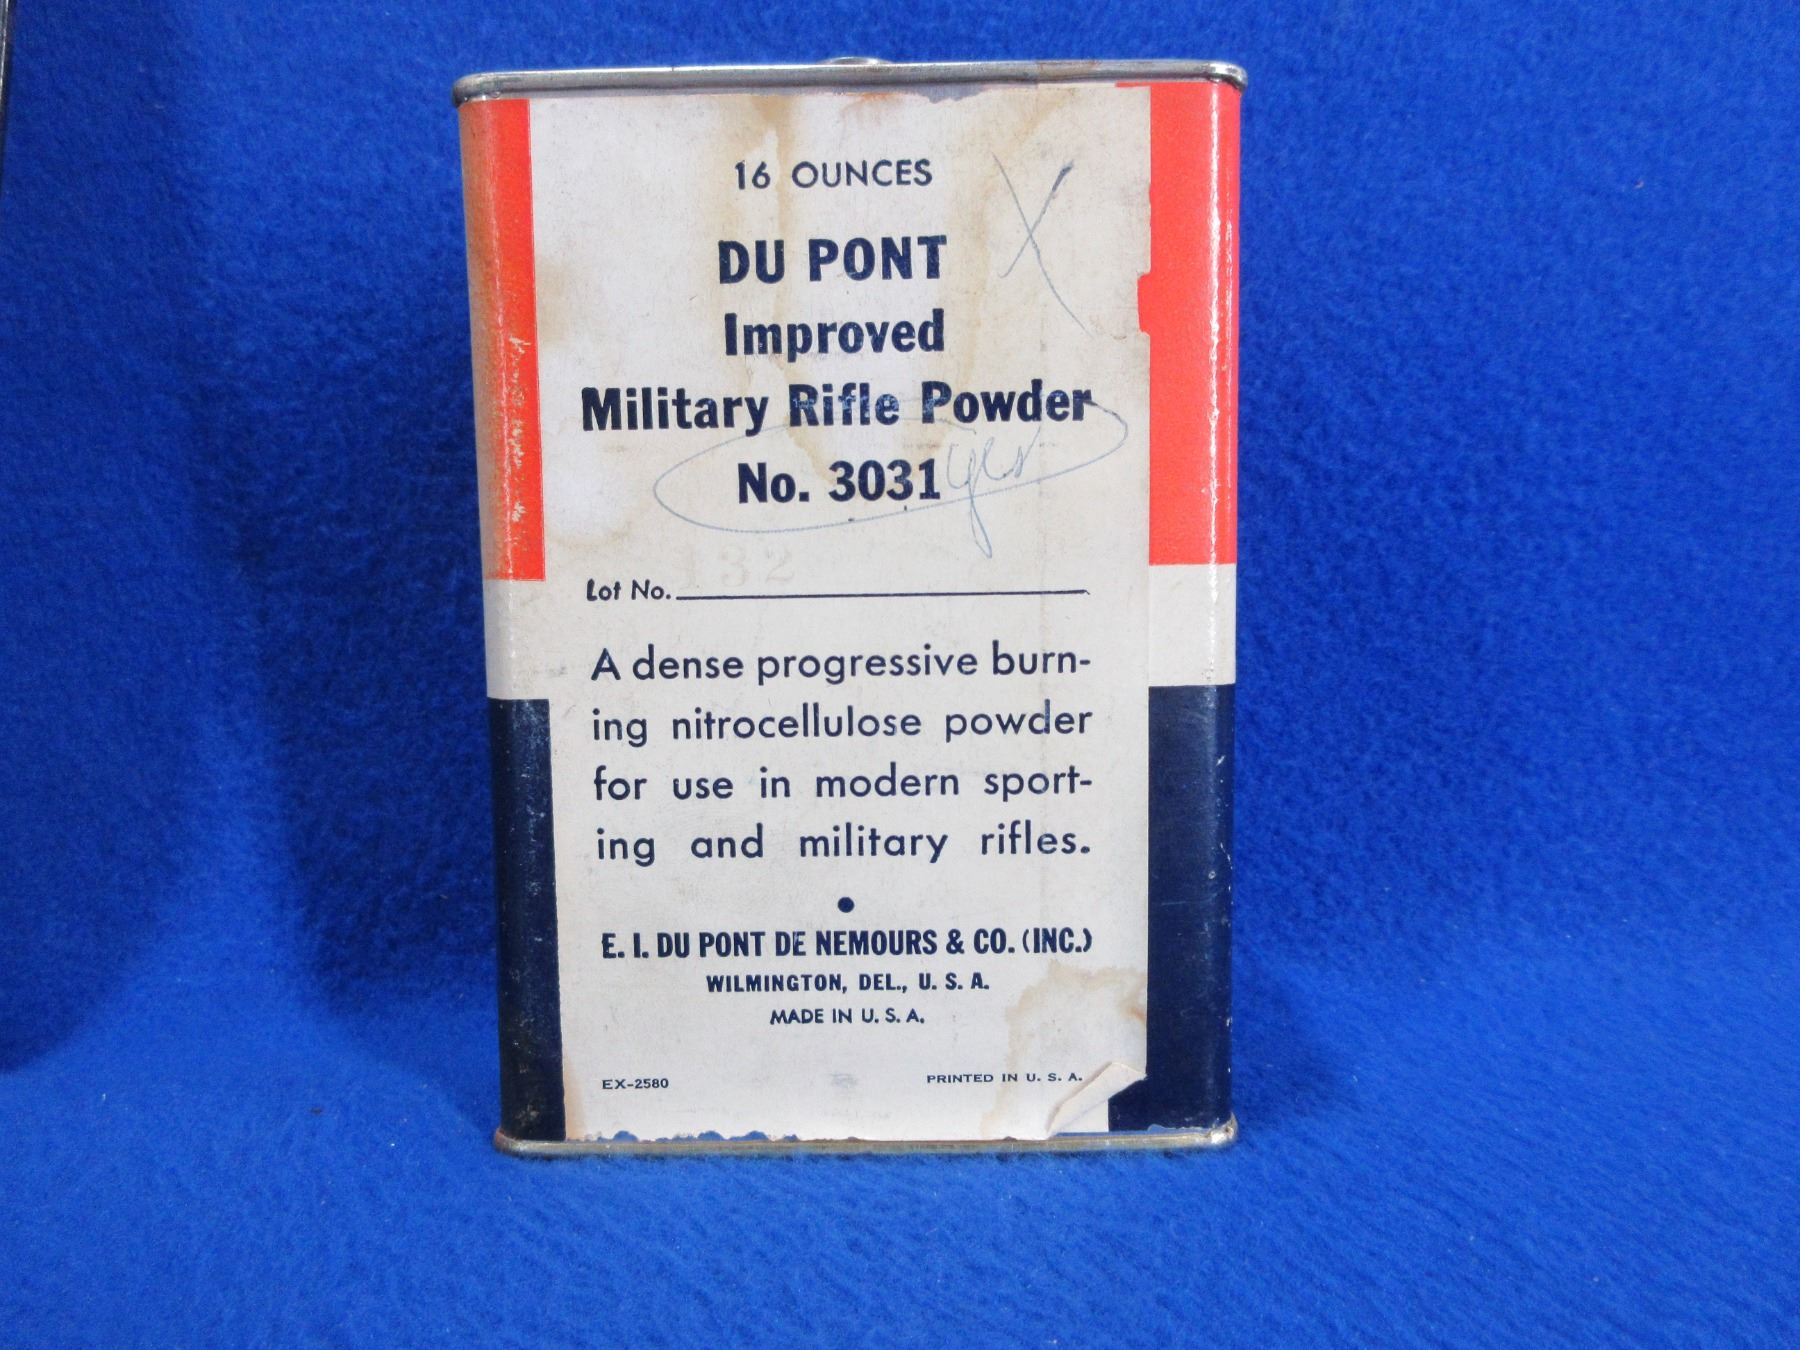 16 OUNCES
X
DU PONT
Improved
Military Rifle Powder
No. 3031 yes
132
Lot No.
A dense progressive burn-
ing nitrocellulose powder
for use in modern sport-
ing and military rifles.
E. I. DU PONT DE NEMOURS & CO. (INC.)
WILMINGTON, DEL., U. S. A.
MADE IN U. S. A.
EX-2580
PRINTED IN U. S. A.